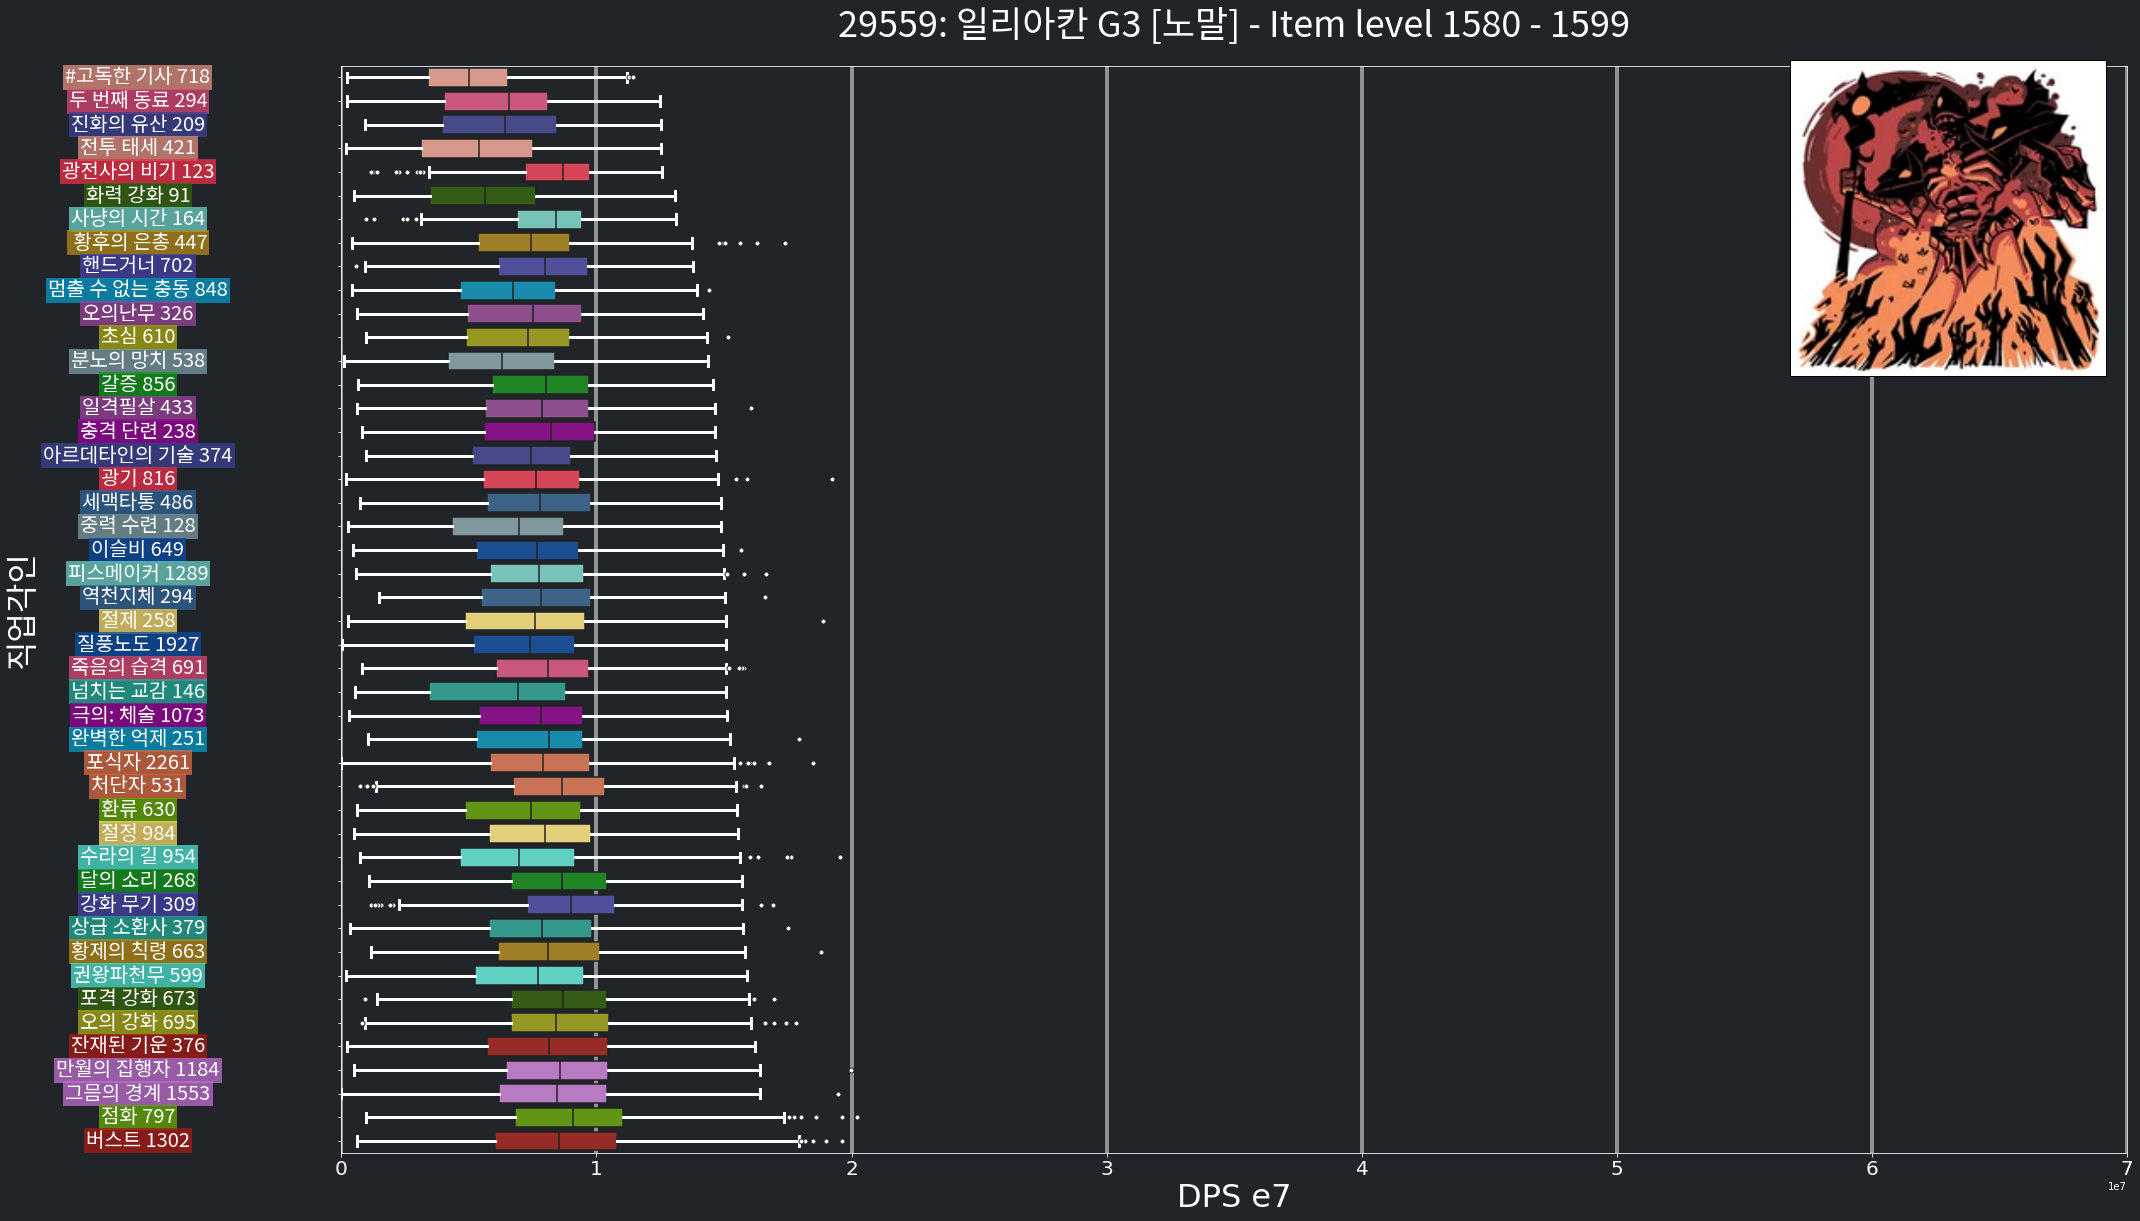 29559: 일리아칸 G3 [노말] - Item level 1580 - 1599
직업각인
#고독한 기사 718
두 번째 동료 294
진화의 유산 209
전투 태세 421
광전사의 비기 123
화력 강화 91
사냥의 시간 164
황후의 은총 447
핸드거너 702
멈출 수 없는 충동 848
오의난무 326
초심 610
분노의 망치 538
갈증 856
일격필살 433
충격 단련 238
아르데타인의 기술 374
광기 816
세맥타통 486
중력 수련 128
이슬비 649
피스메이커 1289
역천지체 294
절제 258
질풍노도 1927
죽음의 습격 691
넘치는 교감 146
극의: 체술 1073
완벽한 억제 251
포식자 2261
처단자 531
환류 630
절정 984
수라의 길 954
달의 소리 268
강화 무기 309
상급 소환사 379
황제의 칙령 663
권왕파천무 599
포격 강화 673
오의 강화 695
잔재된 기운 376
만월의 집행자 1184
그믐의 경계 1553
점화 797
버스트 1302
0 1 2 3 4 5 6 7
1e7
DPS e7